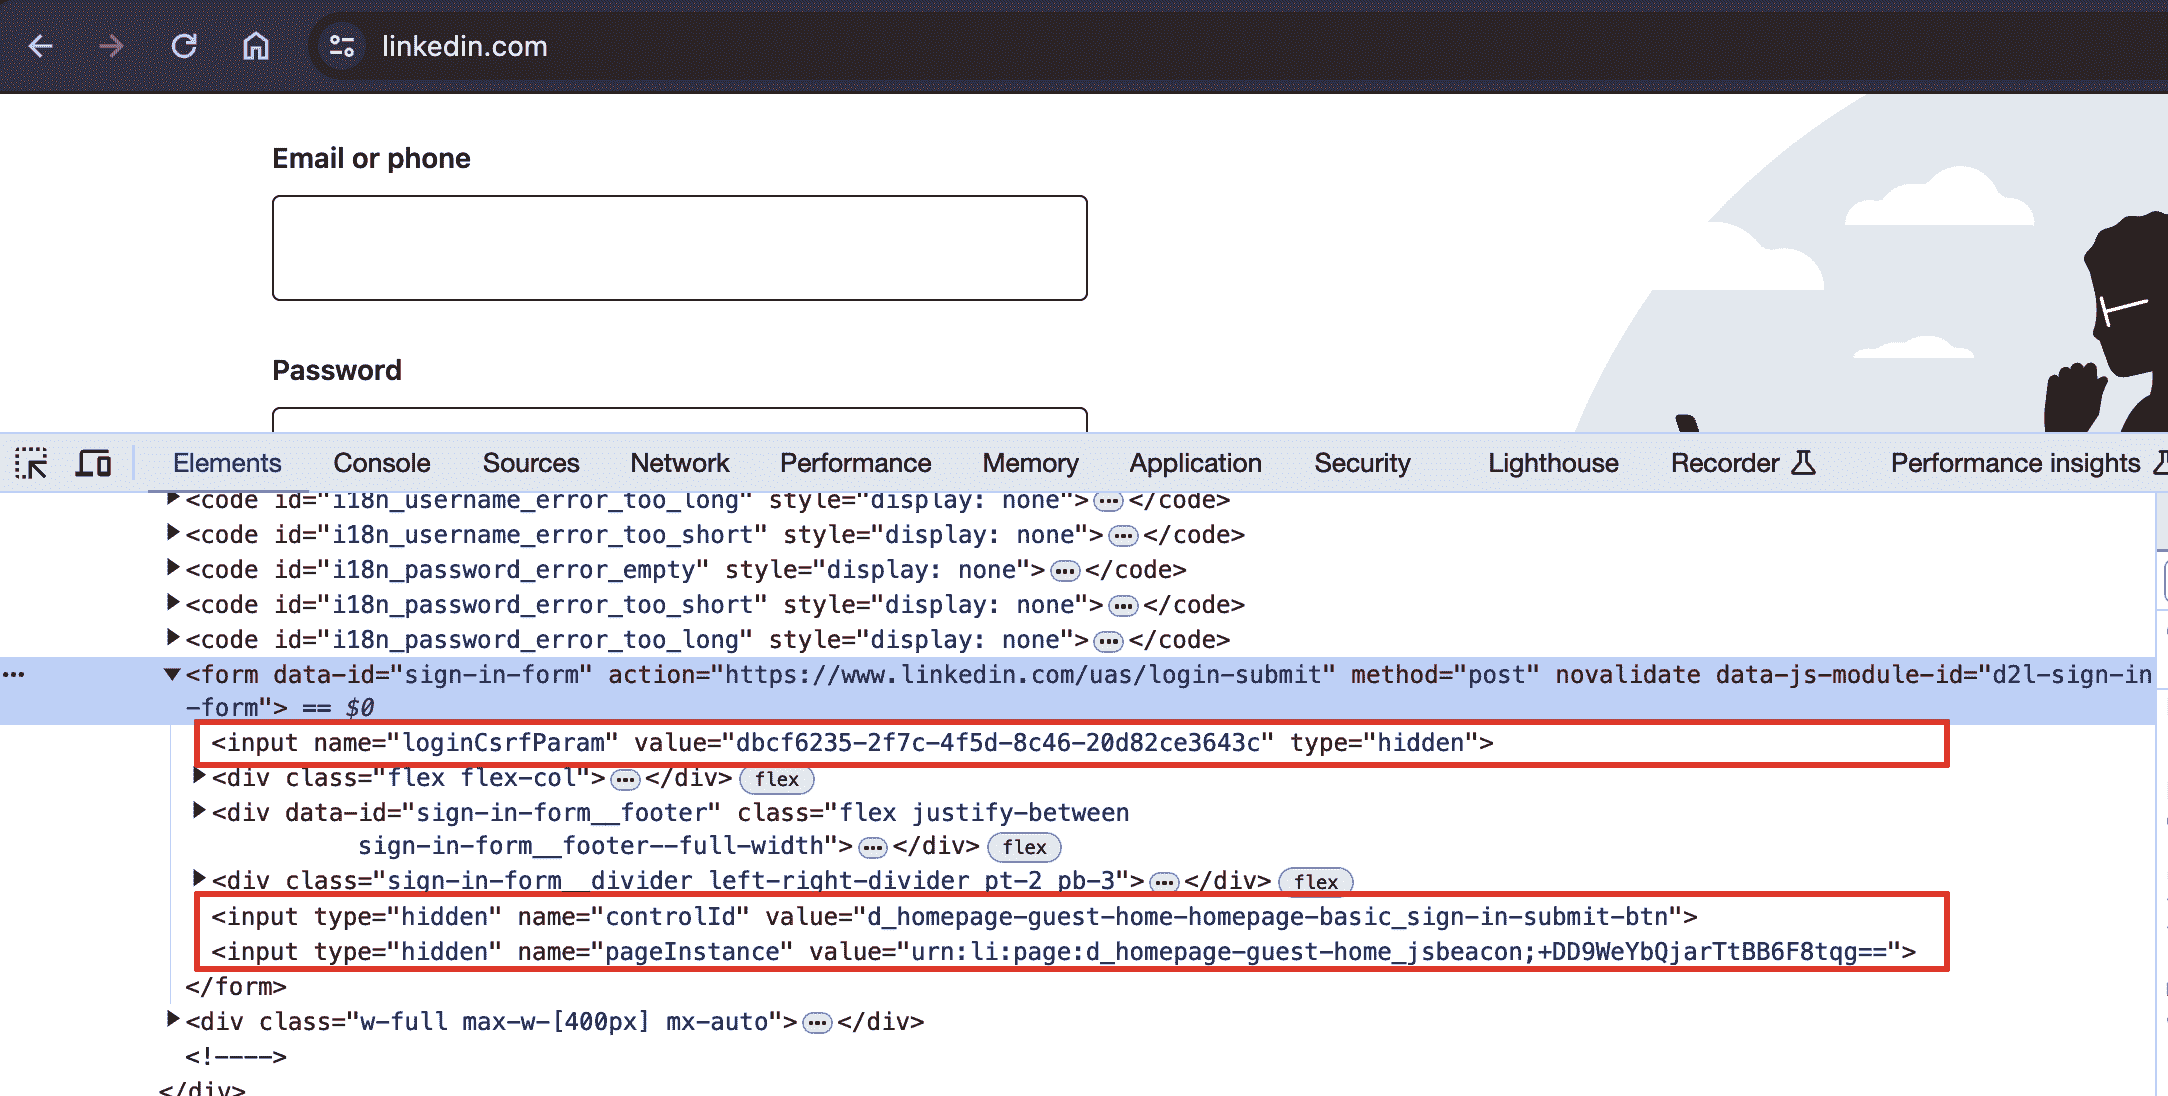 linkedin.com
Email or phone
Password
Elements Console Sources Network Performance Memory Application Security Lighthouse Recorder Performance insights
<code id="i18n_username_error_too_long" style="display: none">…</code>
<code id="i18n_username_error_too_short" style="display: none">…</code>
<code id="i18n_password_error_empty" style="display: none">…</code>
<code id="i18n_password_error_too_short" style="display: none">…</code>
<code id="i18n_password_error_too_long" style="display: none">…</code>
<form data-id="sign-in-form" action="https://www.linkedin.com/uas/login-submit" method="post" novalidate data-js-module-id="d2l-sign-in
-form"> == $0
<input name="loginCsrfParam" value="dbcf6235-2f7c-4f5d-8c46-20d82ce3643c" type="hidden">
<div class="flex flex-col">…</div> flex
<div data-id="sign-in-form__footer" class="flex justify-between
sign-in-form__footer--full-width">…</div> flex
<div class="sign-in-form__divider left-right-divider pt-2 pb-3">…</div> flex
<input type="hidden" name="controlId" value="d_homepage-guest-home-homepage-basic_sign-in-submit-btn">
<input type="hidden" name="pageInstance" value="urn:li:page:d_homepage-guest-home_jsbeacon;+DD9WeYbQjarTtBB6F8tqg==">
</form>
<div class="w-full max-w-[400px] mx-auto">…</div>
<!---->
</div>